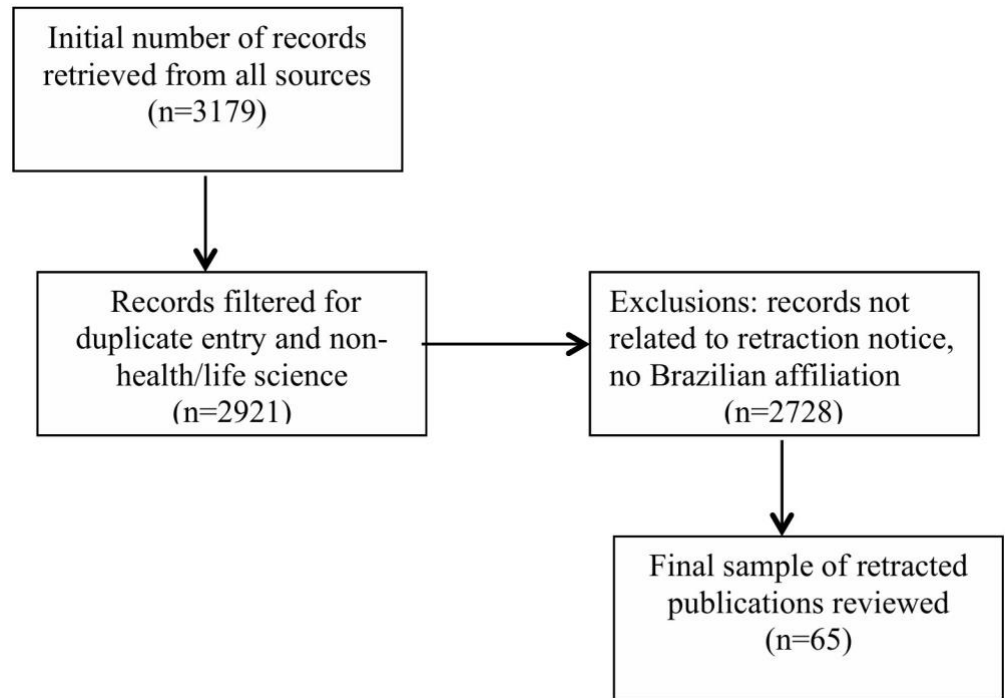 Initial number of records
retrieved from all sources
(n=3179)
Records filtered for
duplicate entry and non-
health/life science
(n=2921)
Exclusions: records not
related to retraction notice,
no Brazilian affiliation
(n=2728)
Final sample of retracted
publications reviewed
(n=65)